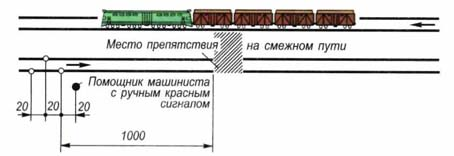 Место препятствия на смежном пути
Помощник машиниста
с ручным красным
сигналом
20 20 20
1000